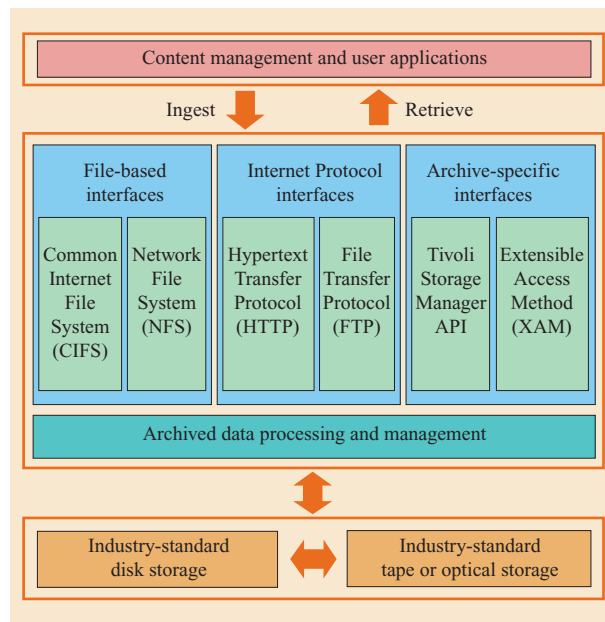 Content management and user applications
Ingest
Retrieve
File-based
interfaces
Common
Internet
File
System
(CIFS)
Network
File
System
(NFS)
Internet Protocol
interfaces
Hypertext
Transfer
Protocol
(HTTP)
File
Transfer
Protocol
(FTP)
Archive-specific
interfaces
Tivoli
Storage
Manager
API
Extensible
Access
Method
(XAM)
Archived data processing and management
Industry-standard
disk storage
Industry-standard
tape or optical storage